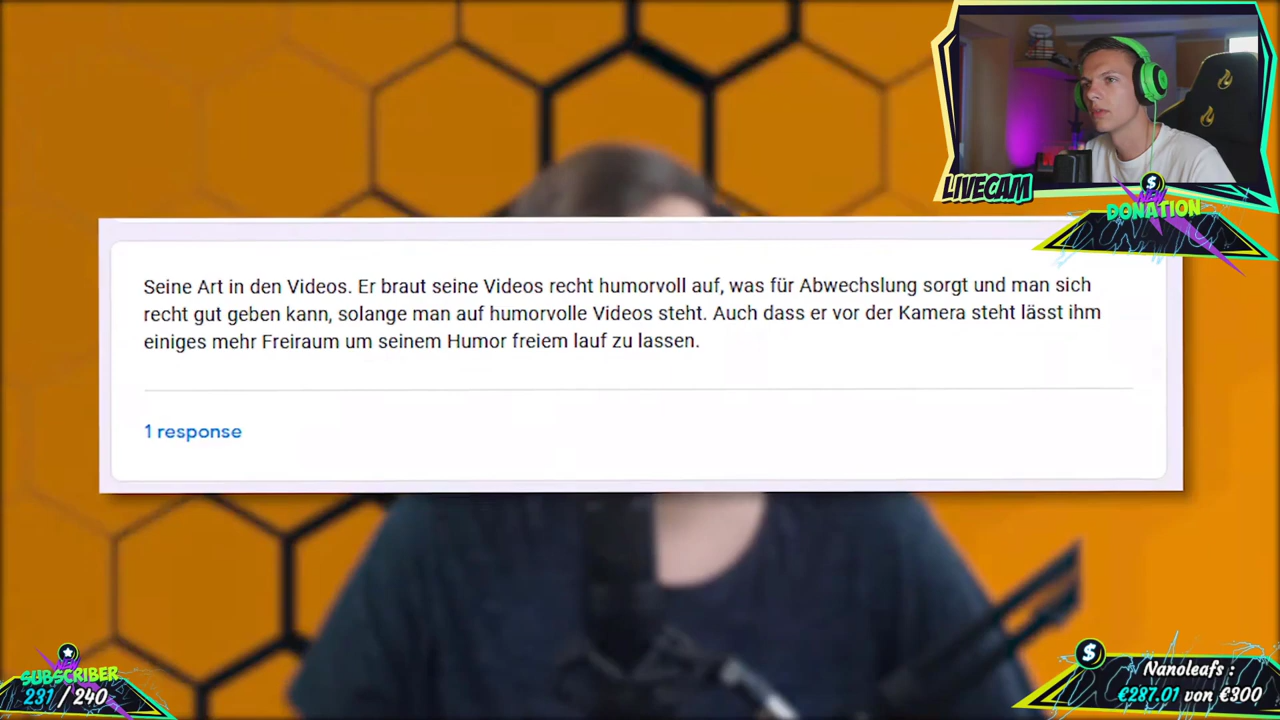 LIVECAM
NEW
DONATION
Seine Art in den Videos. Er braut seine Videos recht humorvoll auf, was für Abwechslung sorgt und man sich
recht gut geben kann, solange man auf humorvolle Videos steht. Auch dass er vor der Kamera steht lässt ihm
einiges mehr Freiraum um seinem Humor freiem lauf zu lassen.
1 response
NEW
SUBSCRIBER
231 / 240
Nanoleafs :
€287.01 von €300